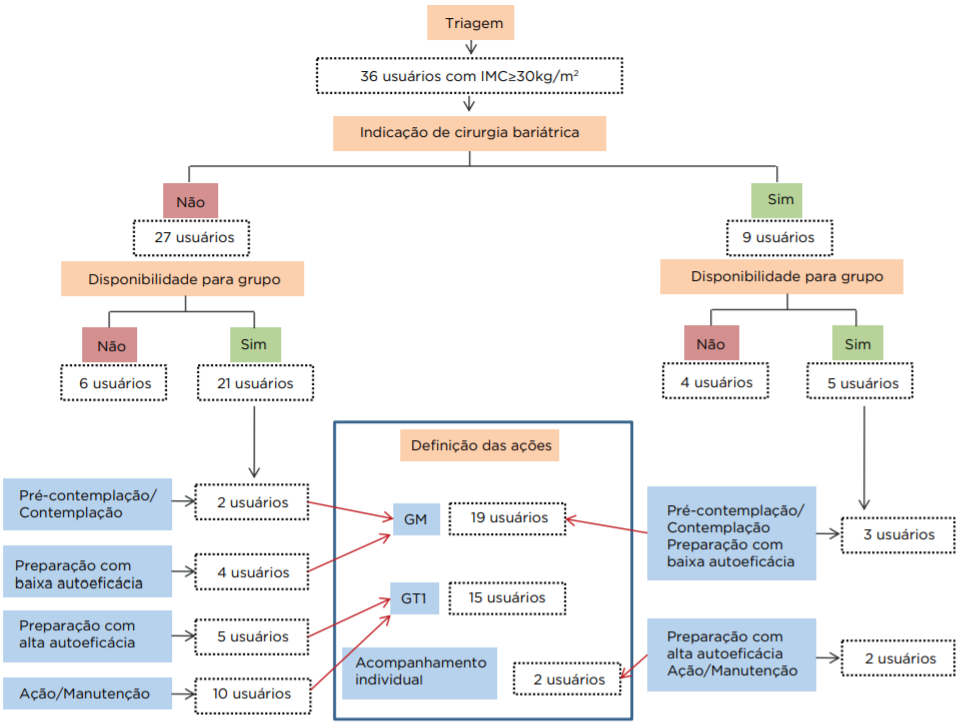 Triagem
36 usuários com IMC≥30kg/m²
Indicação de cirurgia bariátrica
Não
27 usuários
Sim
9 usuários
Disponibilidade para grupo
Não
6 usuários
Sim
21 usuários
Disponibilidade para grupo
Não
4 usuários
Sim
5 usuários
Pré-contemplação/
Contemplação
2 usuários
Preparação com
baixa autoeficácia
4 usuários
Preparação com
alta autoeficácia
5 usuários
Ação/Manutenção
10 usuários
Definição das ações
GM
19 usuários
GT1
15 usuários
Acompanhamento
individual
2 usuários
Pré-contemplação/
Contemplação
Preparação com
baixa autoeficácia
3 usuários
Preparação com
alta autoeficácia
Ação/Manutenção
2 usuários